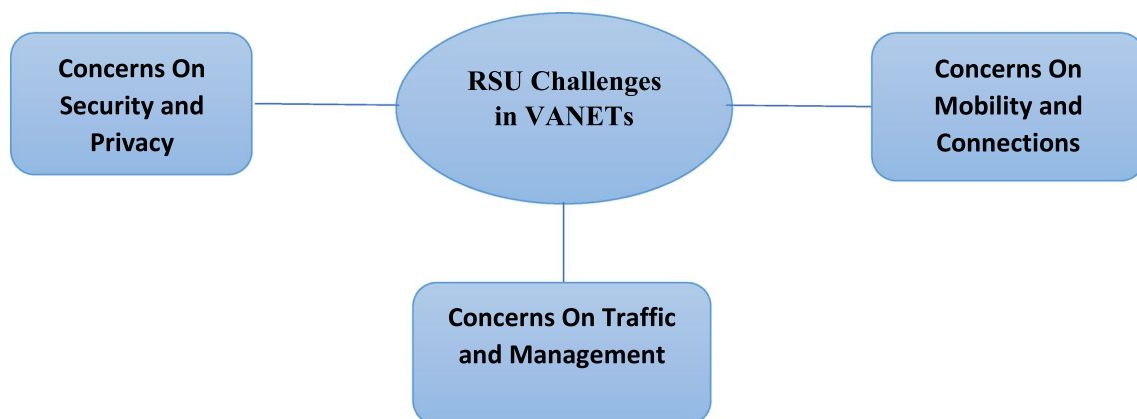 RSU Challenges
in VANETs
Concerns On
Security and
Privacy
Concerns On
Mobility and
Connections
Concerns On Traffic
and Management